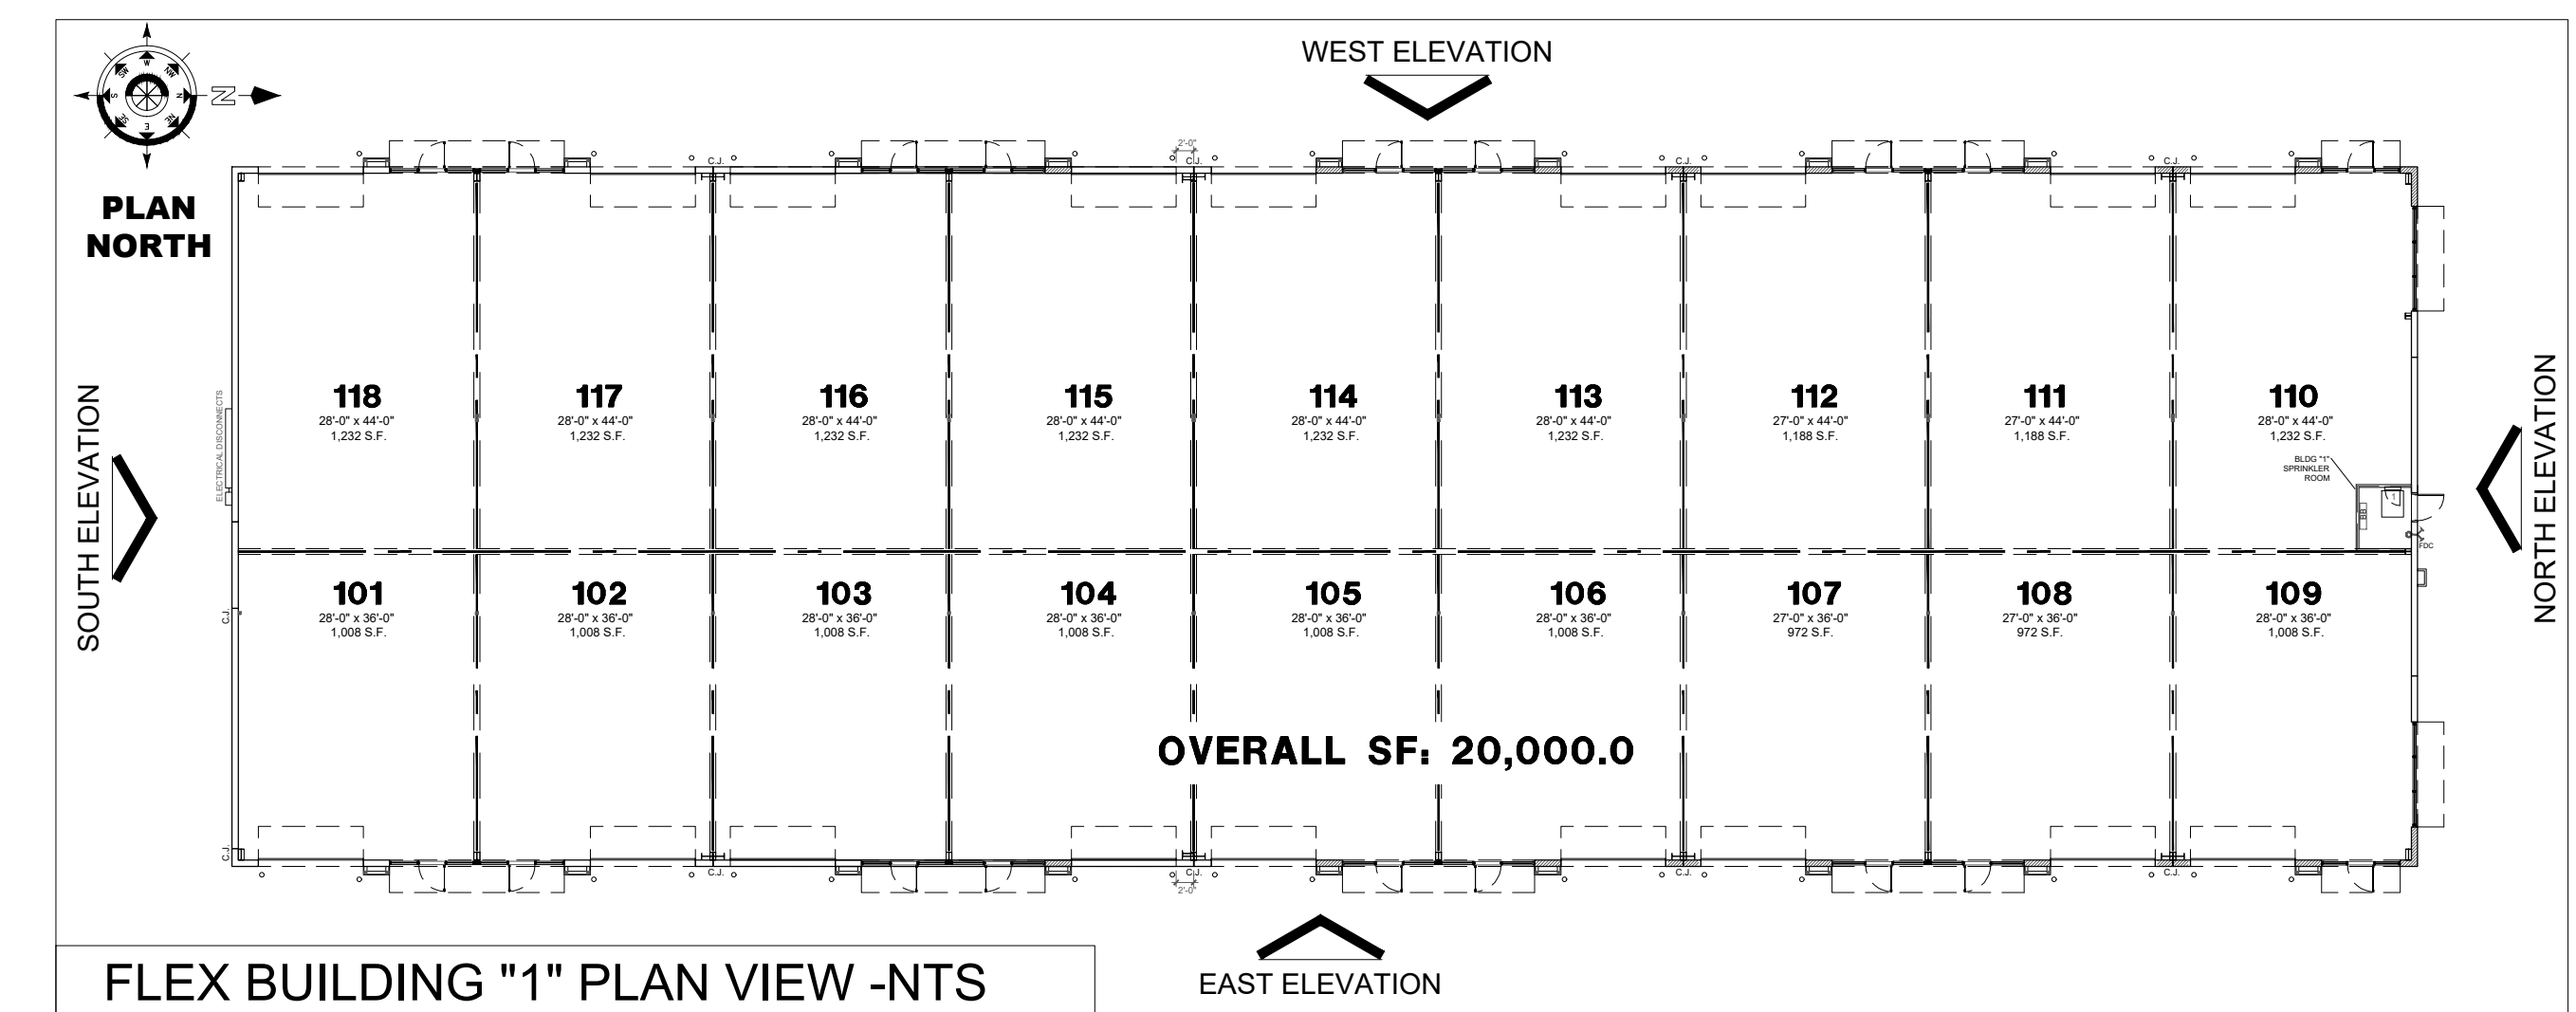 WEST ELEVATION
W
NW
N
NE
E
SE
S
SW
N
PLAN
NORTH
C.J.
2'-0"
C.J.
C.J.
C.J.
SOUTH ELEVATION
ELECTRICAL DISCONNECTS
NORTH ELEVATION
118
28'-0" x 44'-0"
1,232 S.F.
117
28'-0" x 44'-0"
1,232 S.F.
116
28'-0" x 44'-0"
1,232 S.F.
115
28'-0" x 44'-0"
1,232 S.F.
114
28'-0" x 44'-0"
1,232 S.F.
113
28'-0" x 44'-0"
1,232 S.F.
112
27'-0" x 44'-0"
1,188 S.F.
111
27'-0" x 44'-0"
1,188 S.F.
110
28'-0" x 44'-0"
1,232 S.F.
BLDG "1"
SPRINKLER
ROOM
1
BB
FDC
C.J.
101
28'-0" x 36'-0"
1,008 S.F.
102
28'-0" x 36'-0"
1,008 S.F.
103
28'-0" x 36'-0"
1,008 S.F.
104
28'-0" x 36'-0"
1,008 S.F.
105
28'-0" x 36'-0"
1,008 S.F.
106
28'-0" x 36'-0"
1,008 S.F.
107
27'-0" x 36'-0"
972 S.F.
108
27'-0" x 36'-0"
972 S.F.
109
28'-0" x 36'-0"
1,008 S.F.
OVERALL SF: 20,000.0
C.J.
C.J.
C.J.
2'-0"
C.J.
C.J.
EAST ELEVATION
FLEX BUILDING "1" PLAN VIEW -NTS